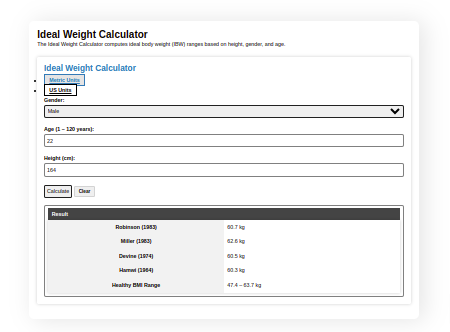 Ideal Weight Calculator
The Ideal Weight Calculator computes ideal body weight (IBW) ranges based on height, gender, and age.
Ideal Weight Calculator
Metric Units
US Units
Gender:
Male
Age (1 – 120 years):
22
Height (cm):
164
Calculate Clear
Result
Robinson (1983) 60.7 kg
Miller (1983) 62.6 kg
Devine (1974) 60.5 kg
Hamwi (1964) 60.3 kg
Healthy BMI Range 47.4 – 63.7 kg